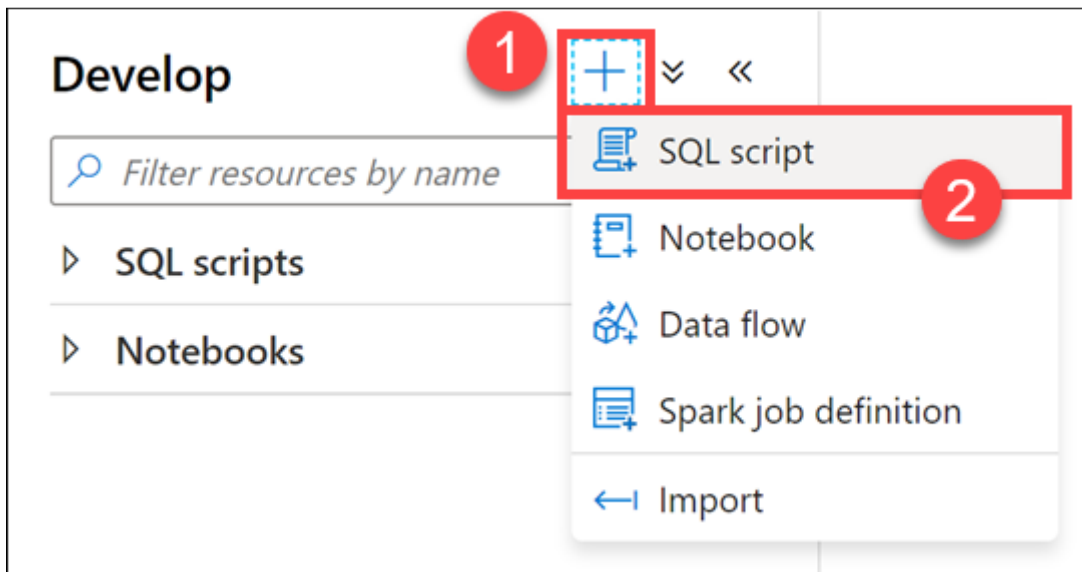 Develop
1
Filter resources by name
SQL script
2
SQL scripts
Notebook
Data flow
Notebooks
Spark job definition
Import